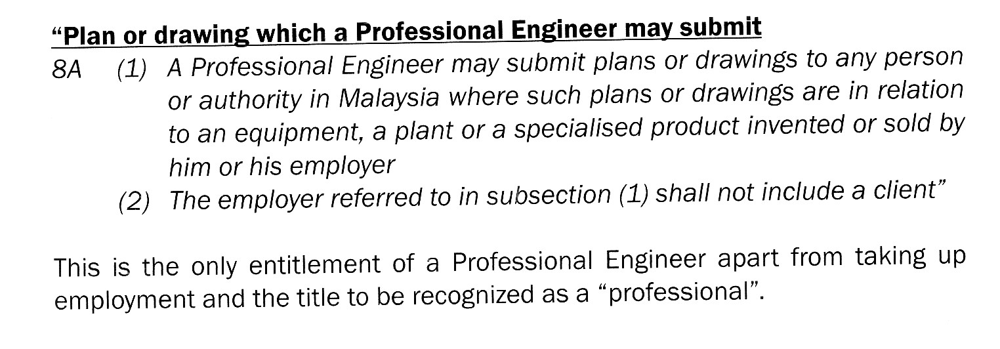 “Plan or drawing which a Professional Engineer may submit
8A (1) A Professional Engineer may submit plans or drawings to any person
or authority in Malaysia where such plans or drawings are in relation
to an equipment, a plant or a specialised product invented or sold by
him or his employer
(2) The employer referred to in subsection (1) shall not include a client”
This is the only entitlement of a Professional Engineer apart from taking up
employment and the title to be recognized as a “professional”.